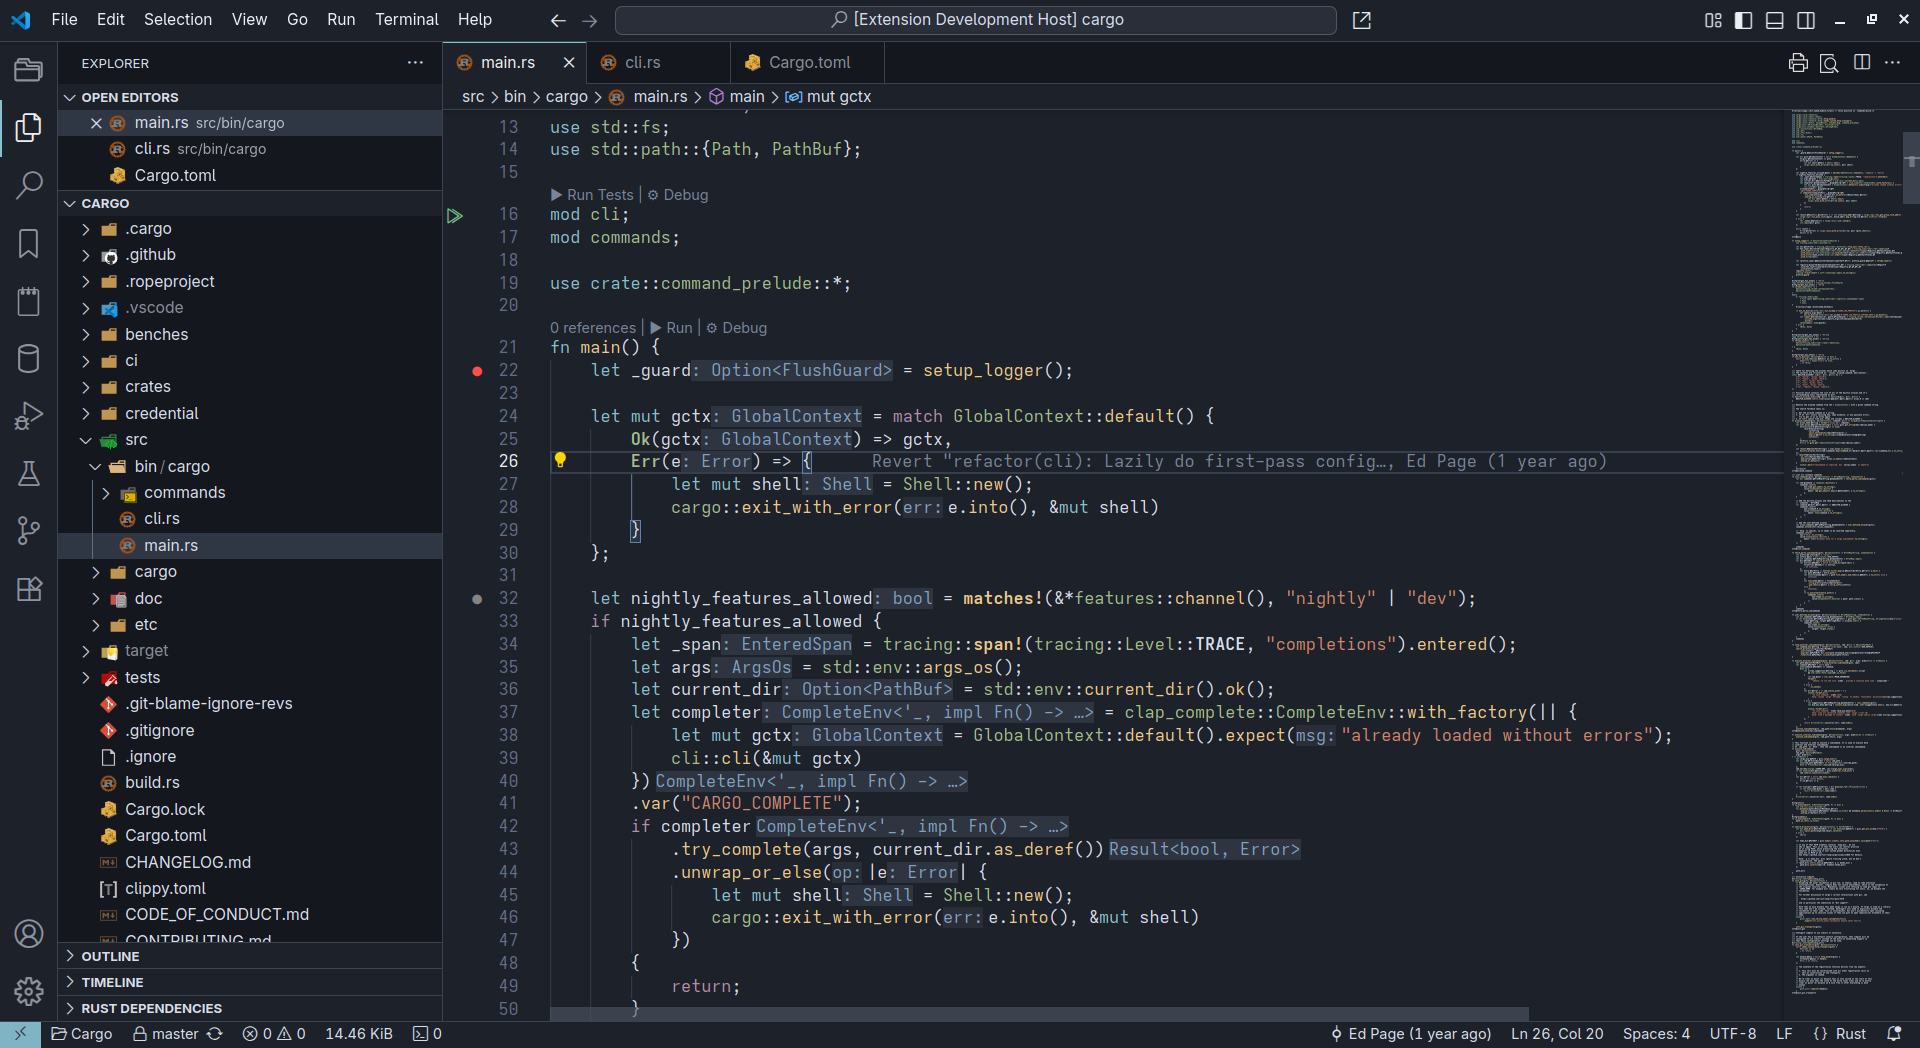 File Edit Selection View Go Run Terminal Help
[Extension Development Host] cargo
EXPLORER
OPEN EDITORS
main.rs src/bin/cargo
cli.rs src/bin/cargo
Cargo.toml
CARGO
.cargo
.github
.ropeproject
.vscode
benches
ci
crates
credential
src
bin / cargo
commands
cli.rs
main.rs
cargo
doc
etc
target
tests
.git-blame-ignore-revs
.gitignore
.ignore
build.rs
Cargo.lock
Cargo.toml
CHANGELOG.md
clippy.toml
CODE_OF_CONDUCT.md
CONTRIBUTING.md
OUTLINE
TIMELINE
RUST DEPENDENCIES
main.rs
cli.rs
Cargo.toml
src > bin > cargo > main.rs > main > mut gctx
13 use std::fs;
14 use std::path::{Path, PathBuf};
15
Run Tests | Debug
16 mod cli;
17 mod commands;
18
19 use crate::command_prelude::*;
20
0 references | Run | Debug
21 fn main() {
22 let _guard: Option<FlushGuard> = setup_logger();
23
24 let mut gctx: GlobalContext = match GlobalContext::default() {
25 Ok(gctx: GlobalContext) => gctx,
26 Err(e: Error) => { Revert "refactor(cli): Lazily do first-pass config…, Ed Page (1 year ago)
27 let mut shell: Shell = Shell::new();
28 cargo::exit_with_error(err: e.into(), &mut shell)
29 }
30 };
31
32 let nightly_features_allowed: bool = matches!(&*features::channel(), "nightly" | "dev");
33 if nightly_features_allowed {
34 let _span: EnteredSpan = tracing::span!(tracing::Level::TRACE, "completions").entered();
35 let args: ArgsOs = std::env::args_os();
36 let current_dir: Option<PathBuf> = std::env::current_dir().ok();
37 let completer: CompleteEnv<'_, impl Fn() -> …> = clap_complete::CompleteEnv::with_factory(|| {
38 let mut gctx: GlobalContext = GlobalContext::default().expect(msg: "already loaded without errors");
39 cli::cli(&mut gctx)
40 }) CompleteEnv<'_, impl Fn() -> …>
41 .var("CARGO_COMPLETE");
42 if completer CompleteEnv<'_, impl Fn() -> …>
43 .try_complete(args, current_dir.as_deref()) Result<bool, Error>
44 .unwrap_or_else(op: |e: Error| {
45 let mut shell: Shell = Shell::new();
46 cargo::exit_with_error(err: e.into(), &mut shell)
47 })
48 {
49 return;
50 }
Cargo master 0 0 14.46 KiB 0 Ed Page (1 year ago) Ln 26, Col 20 Spaces: 4 UTF-8 LF {} Rust